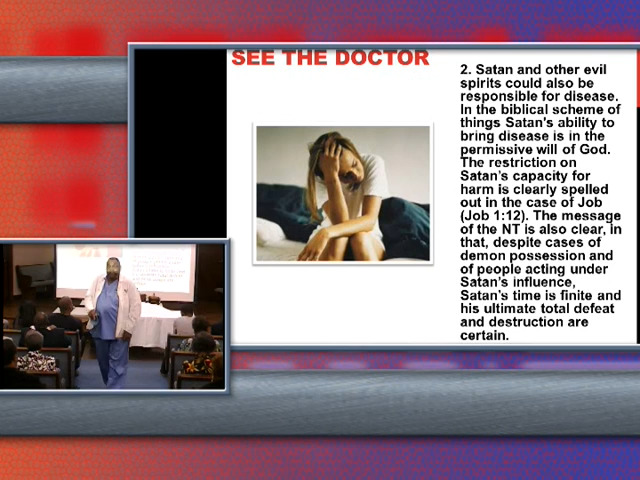 SEE THE DOCTOR
2. Satan and other evil
spirits could also be
responsible for disease.
In the biblical scheme of
things Satan's ability to
bring disease is in the
permissive will of God.
The restriction on
Satan's capacity for
harm is clearly spelled
out in the case of Job
(Job 1:12). The message
of the NT is also clear, in
that, despite cases of
demon possession and
of people acting under
Satan's influence,
Satan's time is finite and
his ultimate total defeat
and destruction are
certain.